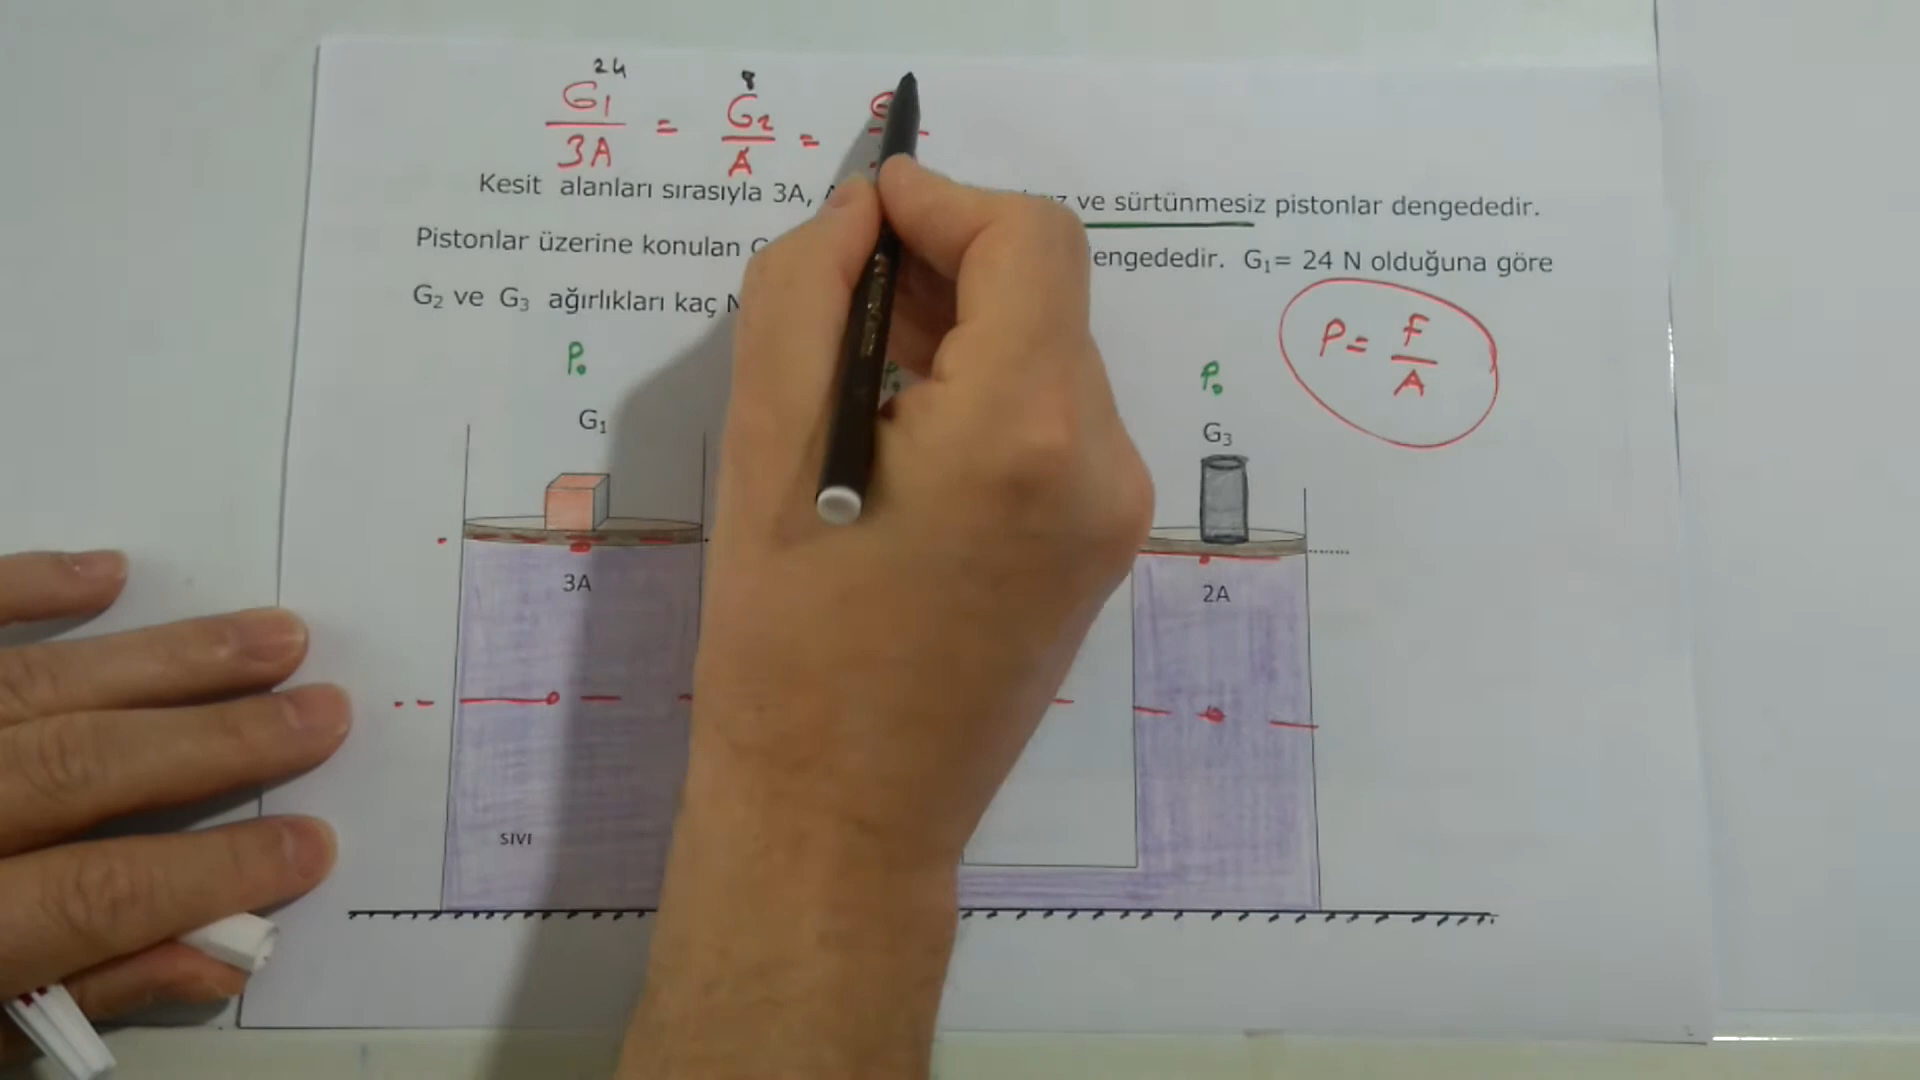 24 8
G₁/3A = G₂/A =
Kesit alanları sırasıyla 3A, ve sürtünmesiz pistonlar dengededir.
Pistonlar üzerine konulan G₁= 24 N olduğuna göre
G₂ ve G₃ ağırlıkları kaç
P = F/A
P₀ P₀ P₀
G₁ G₃
3A 2A
SIVI